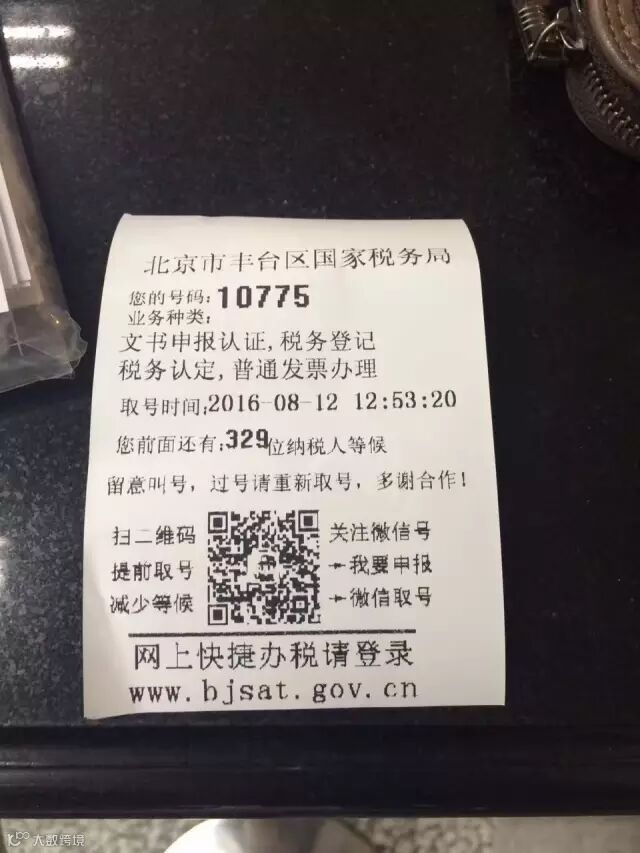 北京市丰台区国家税务局
您的号码:10775
业务种类:
文书申报认证,税务登记
税务认定,普通发票办理
取号时间:2016-08-12 12:53:20
您前面还有:329位纳税人等候
留意叫号，过号请重新取号，多谢合作！
扫二维码
提前取号
减少等候
关注微信号
→我要申报
→微信取号
网上快捷办税请登录
www.bjsat.gov.cn
大数跨境